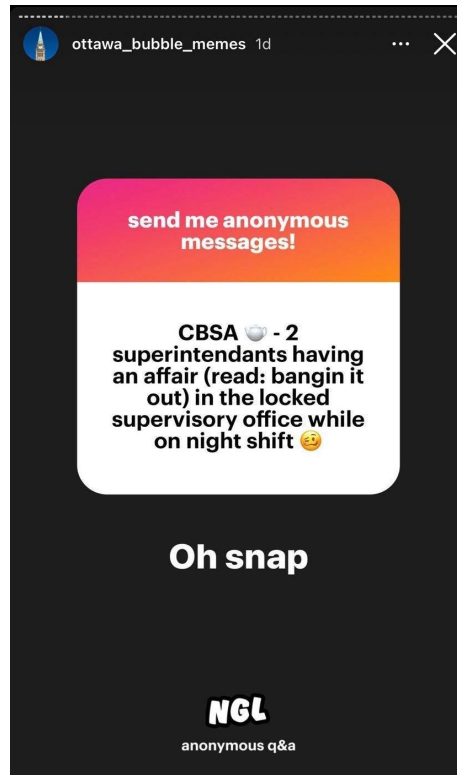 ottawa_bubble_memes 1d
send me anonymous
messages!
CBSA 🫖 - 2
superintendants having
an affair (read: bangin it
out) in the locked
supervisory office while
on night shift 🥴
Oh snap
NGL
anonymous q&a